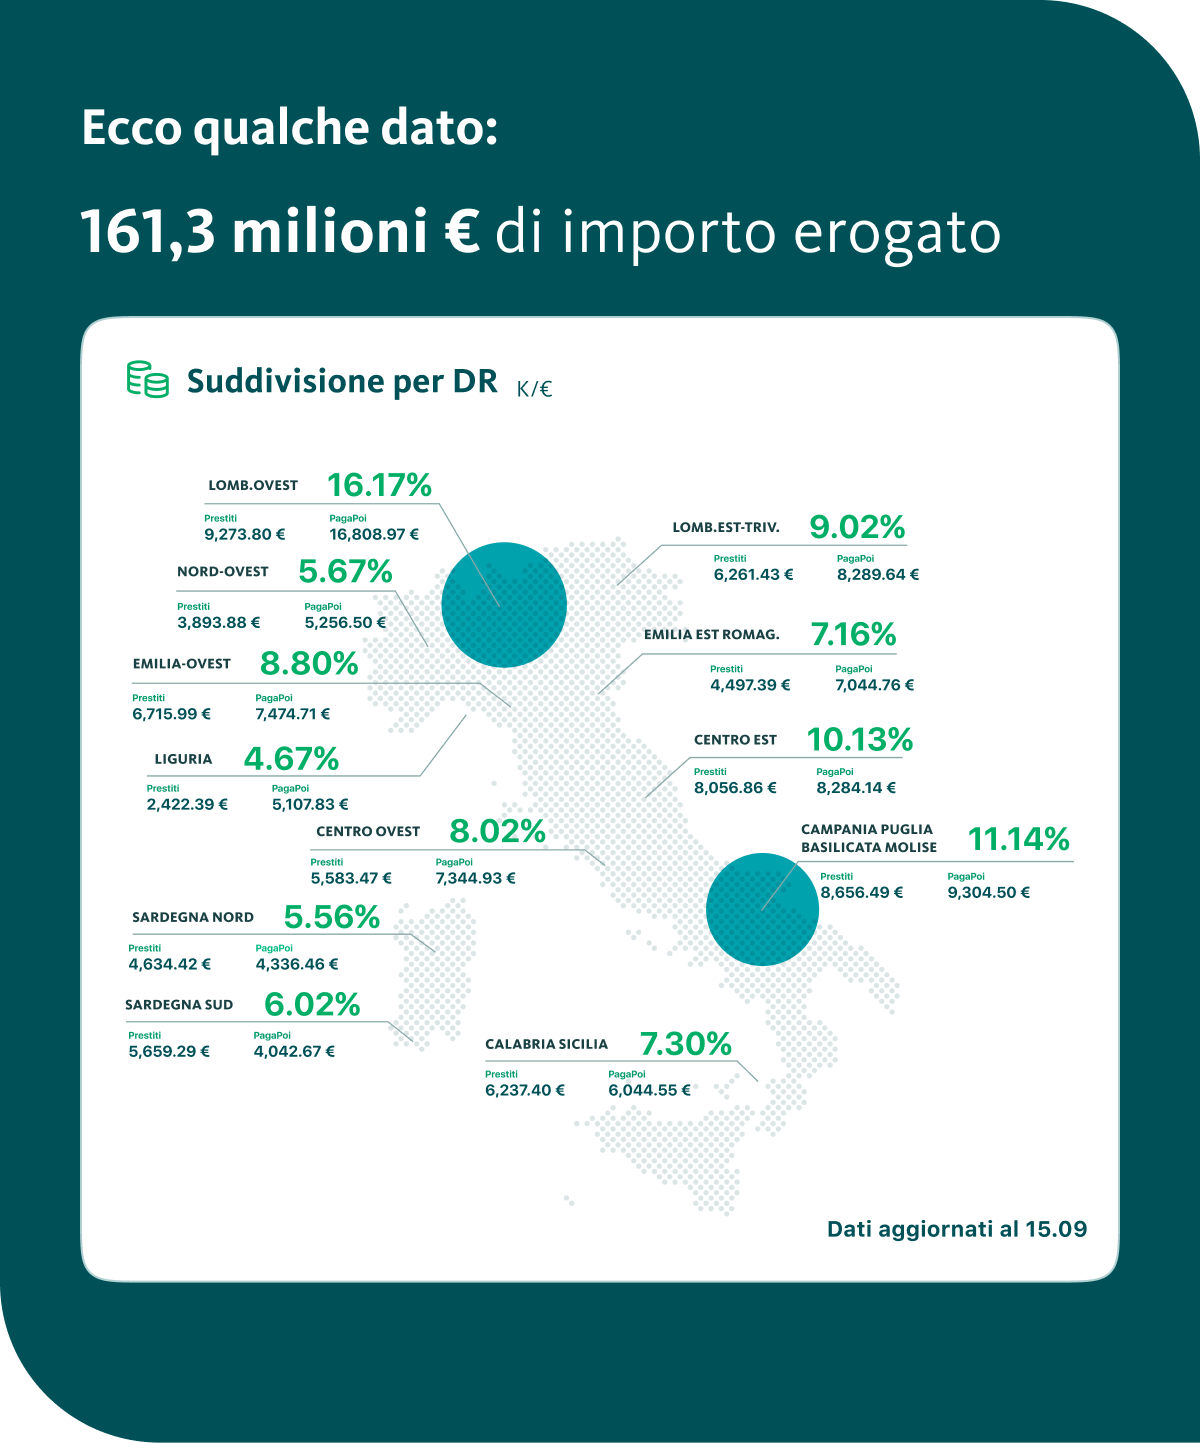 Ecco qualche dato:
161,3 milioni € di importo erogato
Suddivisione per DR K/€
LOMB.OVEST 16.17%
Prestiti PagaPoi
9,273.80 € 16,808.97 €
NORD-OVEST 5.67%
Prestiti PagaPoi
3,893.88 € 5,256.50 €
EMILIA-OVEST 8.80%
Prestiti PagaPoi
6,715.99 € 7,474.71 €
LIGURIA 4.67%
Prestiti PagaPoi
2,422.39 € 5,107.83 €
CENTRO OVEST 8.02%
Prestiti PagaPoi
5,583.47 € 7,344.93 €
SARDEGNA NORD 5.56%
Prestiti PagaPoi
4,634.42 € 4,336.46 €
SARDEGNA SUD 6.02%
Prestiti PagaPoi
5,659.29 € 4,042.67 €
LOMB.EST-TRIV. 9.02%
Prestiti PagaPoi
6,261.43 € 8,289.64 €
EMILIA EST ROMAG. 7.16%
Prestiti PagaPoi
4,497.39 € 7,044.76 €
CENTRO EST 10.13%
Prestiti PagaPoi
8,056.86 € 8,284.14 €
CAMPANIA PUGLIA
BASILICATA MOLISE 11.14%
Prestiti PagaPoi
8,656.49 € 9,304.50 €
CALABRIA SICILIA 7.30%
Prestiti PagaPoi
6,237.40 € 6,044.55 €
Dati aggiornati al 15.09